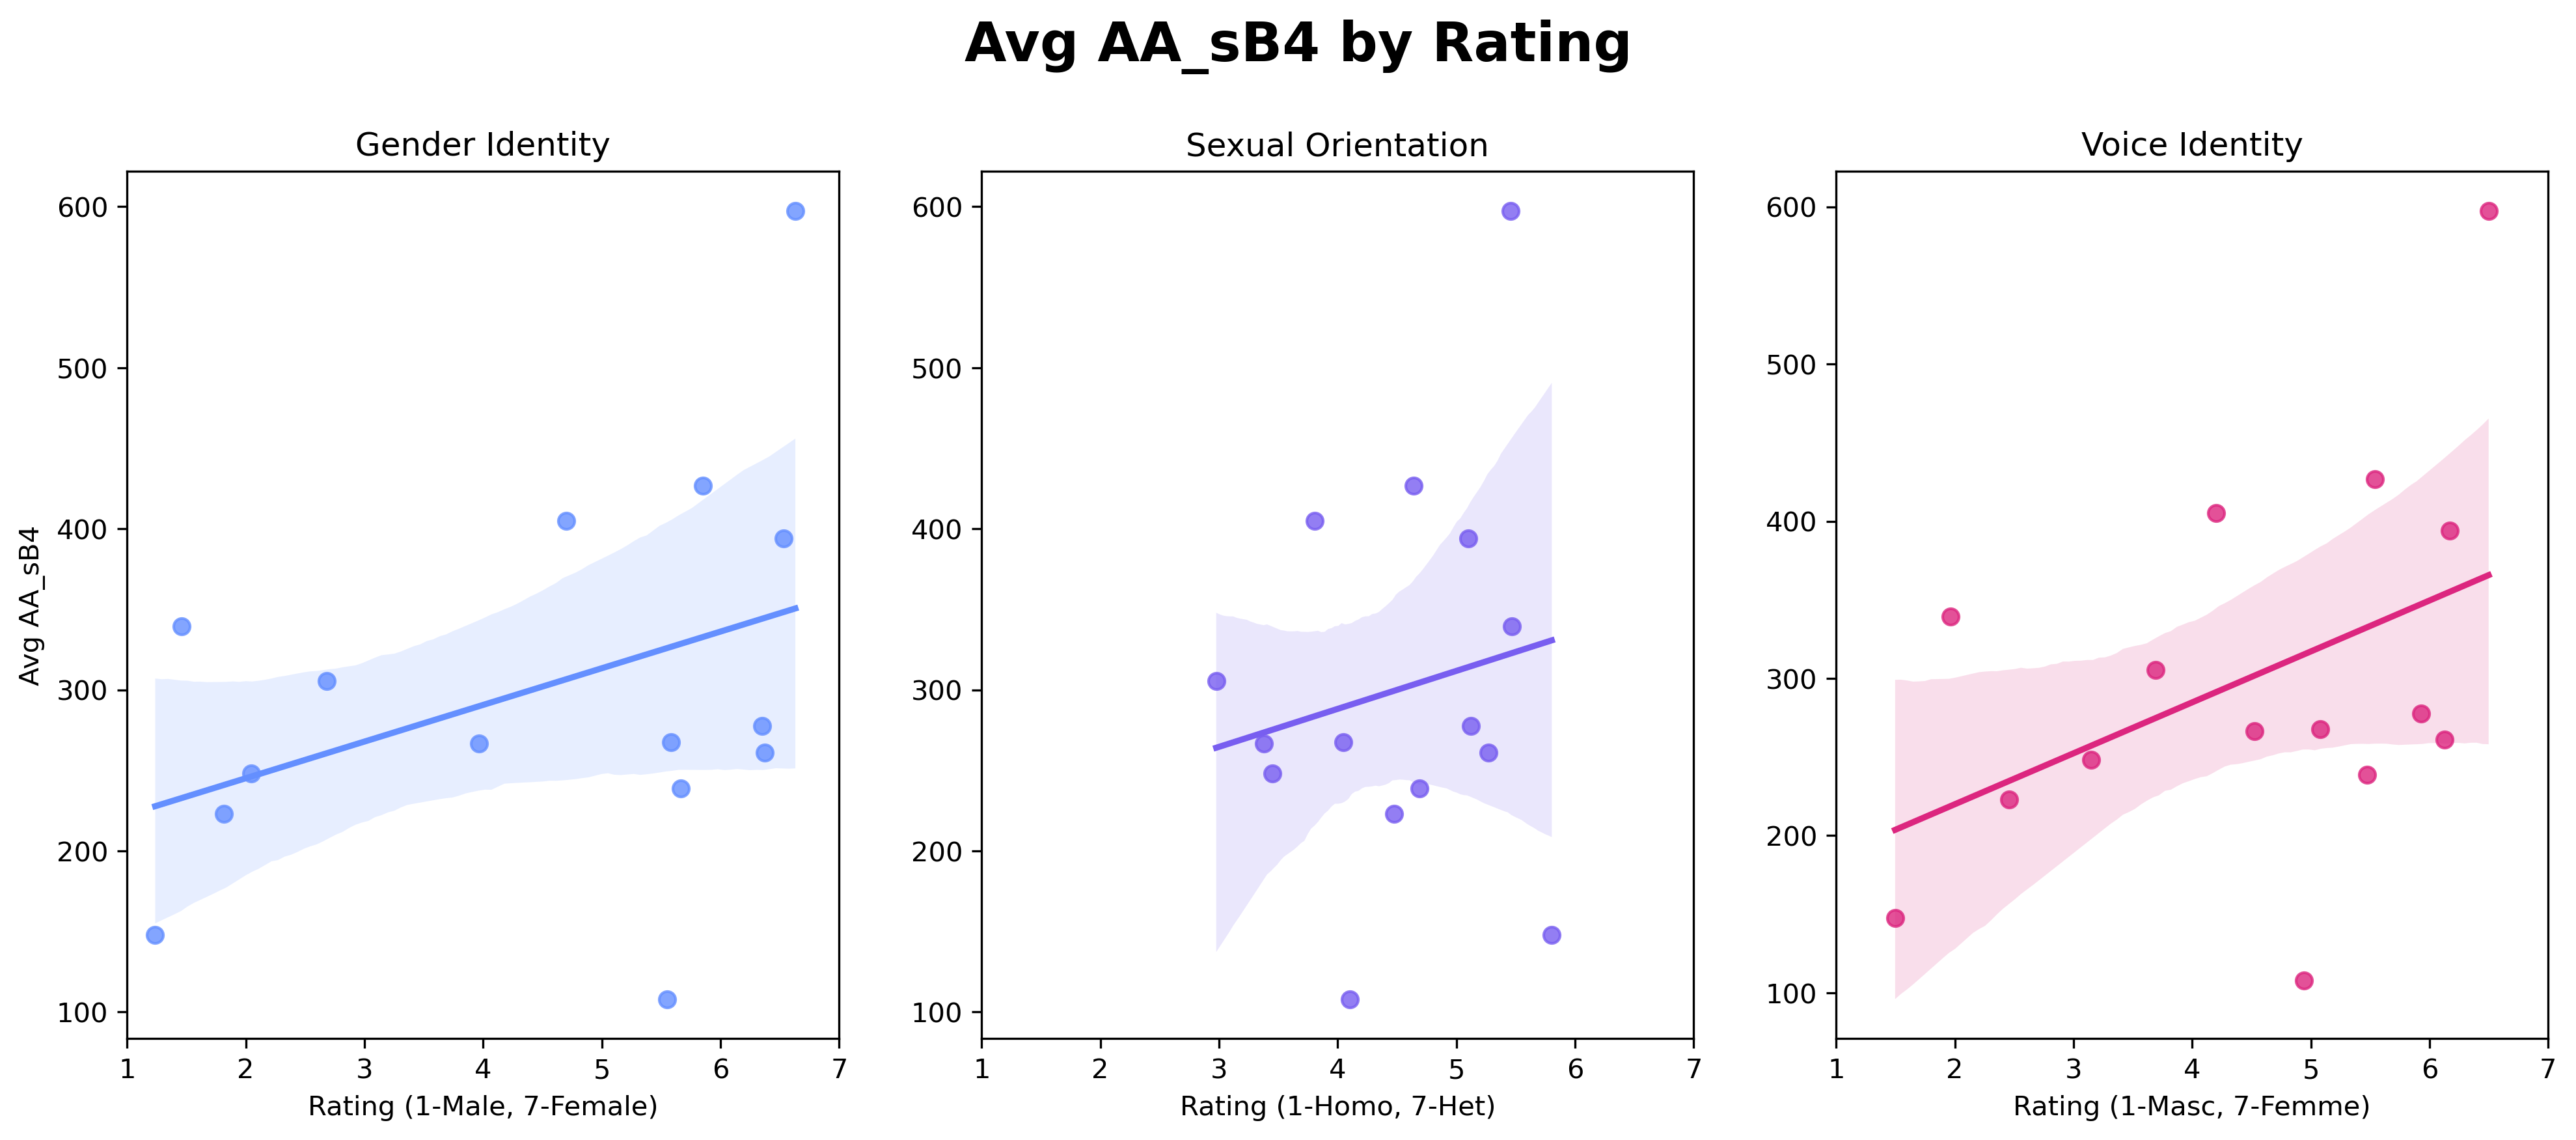 Avg AA_sB4 by Rating
Gender Identity
Sexual Orientation
Voice Identity
Avg AA_sB4
600
500
400
300
200
100
1 2 3 4 5 6 7
Rating (1-Male, 7-Female)
600
500
400
300
200
100
1 2 3 4 5 6 7
Rating (1-Homo, 7-Het)
600
500
400
300
200
100
1 2 3 4 5 6 7
Rating (1-Masc, 7-Femme)